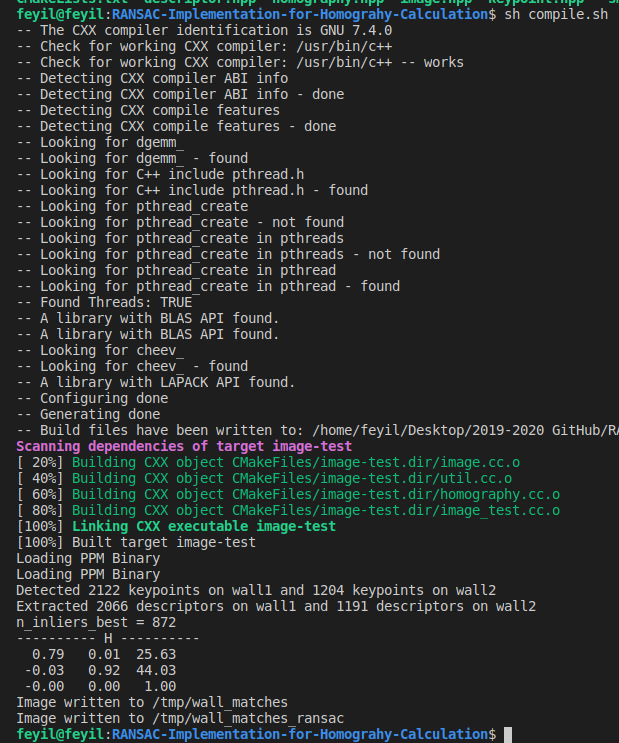 feyil@feyil:RANSAC-Implementation-for-Homograhy-Calculation$ sh compile.sh
-- The CXX compiler identification is GNU 7.4.0
-- Check for working CXX compiler: /usr/bin/c++
-- Check for working CXX compiler: /usr/bin/c++ -- works
-- Detecting CXX compiler ABI info
-- Detecting CXX compiler ABI info - done
-- Detecting CXX compile features
-- Detecting CXX compile features - done
-- Looking for dgemm_
-- Looking for dgemm_ - found
-- Looking for C++ include pthread.h
-- Looking for C++ include pthread.h - found
-- Looking for pthread_create
-- Looking for pthread_create - not found
-- Looking for pthread_create in pthreads
-- Looking for pthread_create in pthreads - not found
-- Looking for pthread_create in pthread
-- Looking for pthread_create in pthread - found
-- Found Threads: TRUE
-- A library with BLAS API found.
-- A library with BLAS API found.
-- Looking for cheev_
-- Looking for cheev_ - found
-- A library with LAPACK API found.
-- Configuring done
-- Generating done
-- Build files have been written to: /home/feyil/Desktop/2019-2020 GitHub/RA
Scanning dependencies of target image-test
[ 20%] Building CXX object CMakeFiles/image-test.dir/image.cc.o
[ 40%] Building CXX object CMakeFiles/image-test.dir/util.cc.o
[ 60%] Building CXX object CMakeFiles/image-test.dir/homography.cc.o
[ 80%] Building CXX object CMakeFiles/image-test.dir/image_test.cc.o
[100%] Linking CXX executable image-test
[100%] Built target image-test
Loading PPM Binary
Loading PPM Binary
Detected 2122 keypoints on wall1 and 1204 keypoints on wall2
Extracted 2066 descriptors on wall1 and 1191 descriptors on wall2
n_inliers_best = 872
---------- H ----------
0.79 0.01 25.63
-0.03 0.92 44.03
-0.00 0.00 1.00
Image written to /tmp/wall_matches
Image written to /tmp/wall_matches_ransac
feyil@feyil:RANSAC-Implementation-for-Homograhy-Calculation$